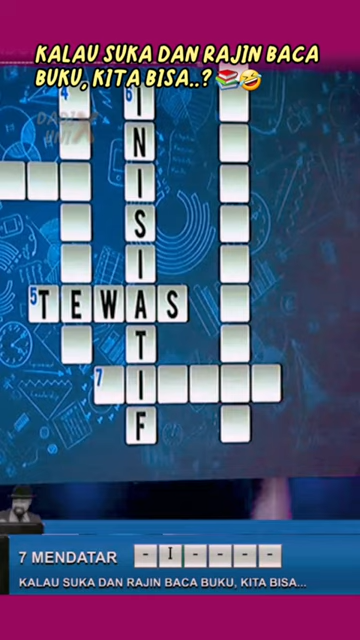 KALAU SUKA DAN RAJIN BACA
BUKU, KITA BISA..? 📚🤣
4
6
I
N
I
S
I
5 TEWAS
T
I
7
F
7 MENDATAR - I - - - -
KALAU SUKA DAN RAJIN BACA BUKU, KITA BISA...